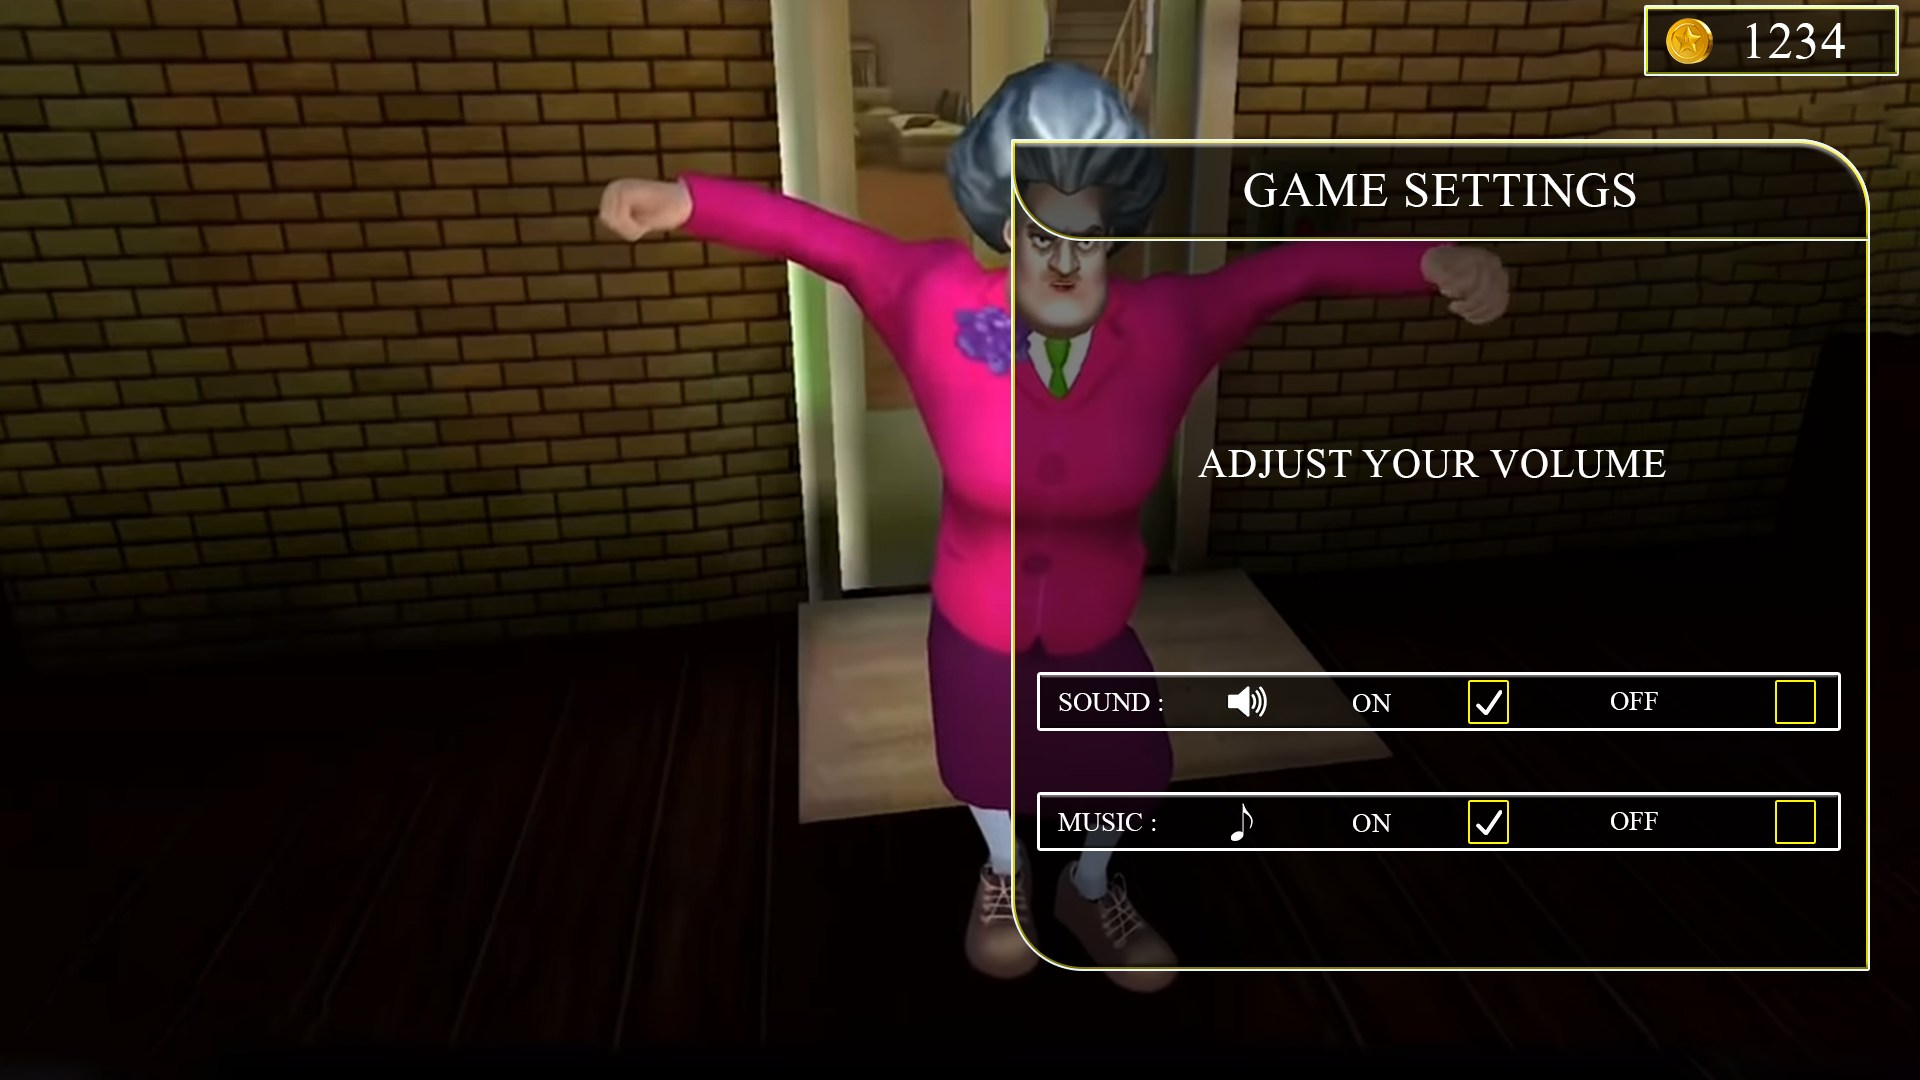 1234
GAME SETTINGS
ADJUST YOUR VOLUME
SOUND : ON OFF
MUSIC : ON OFF